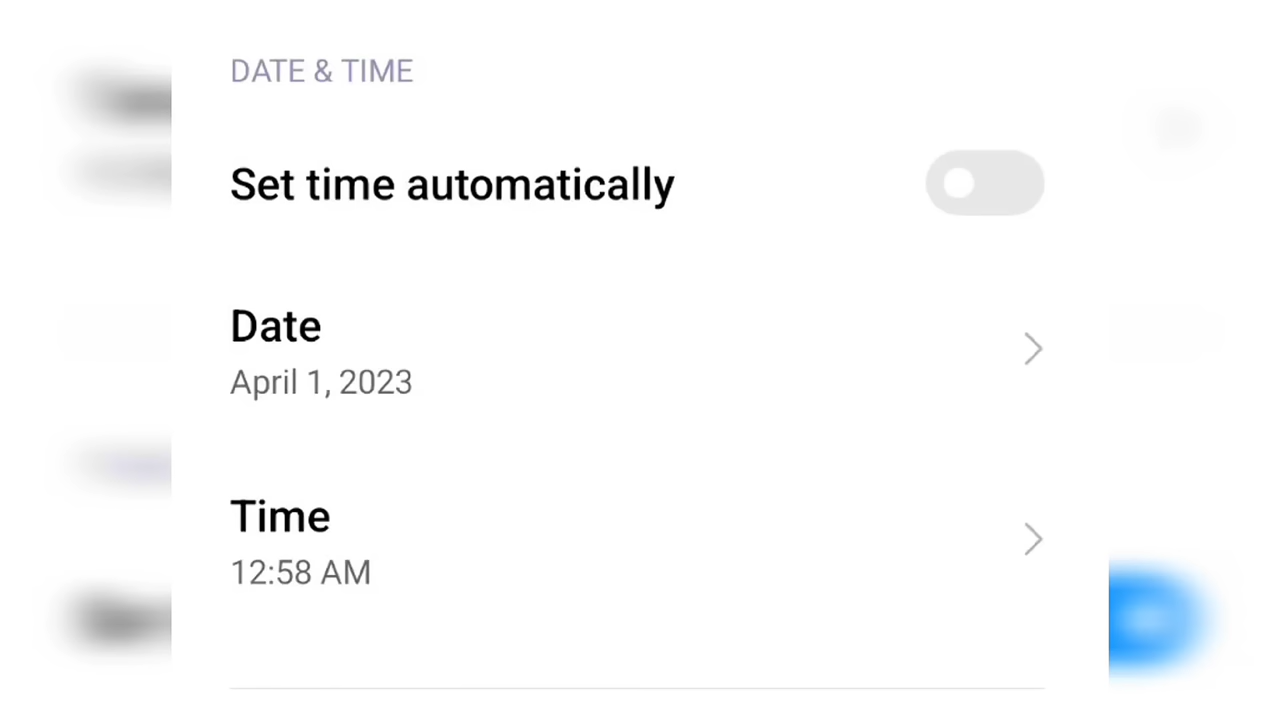 DATE & TIME
Set time automatically
Date
April 1, 2023
Time
12:58 AM